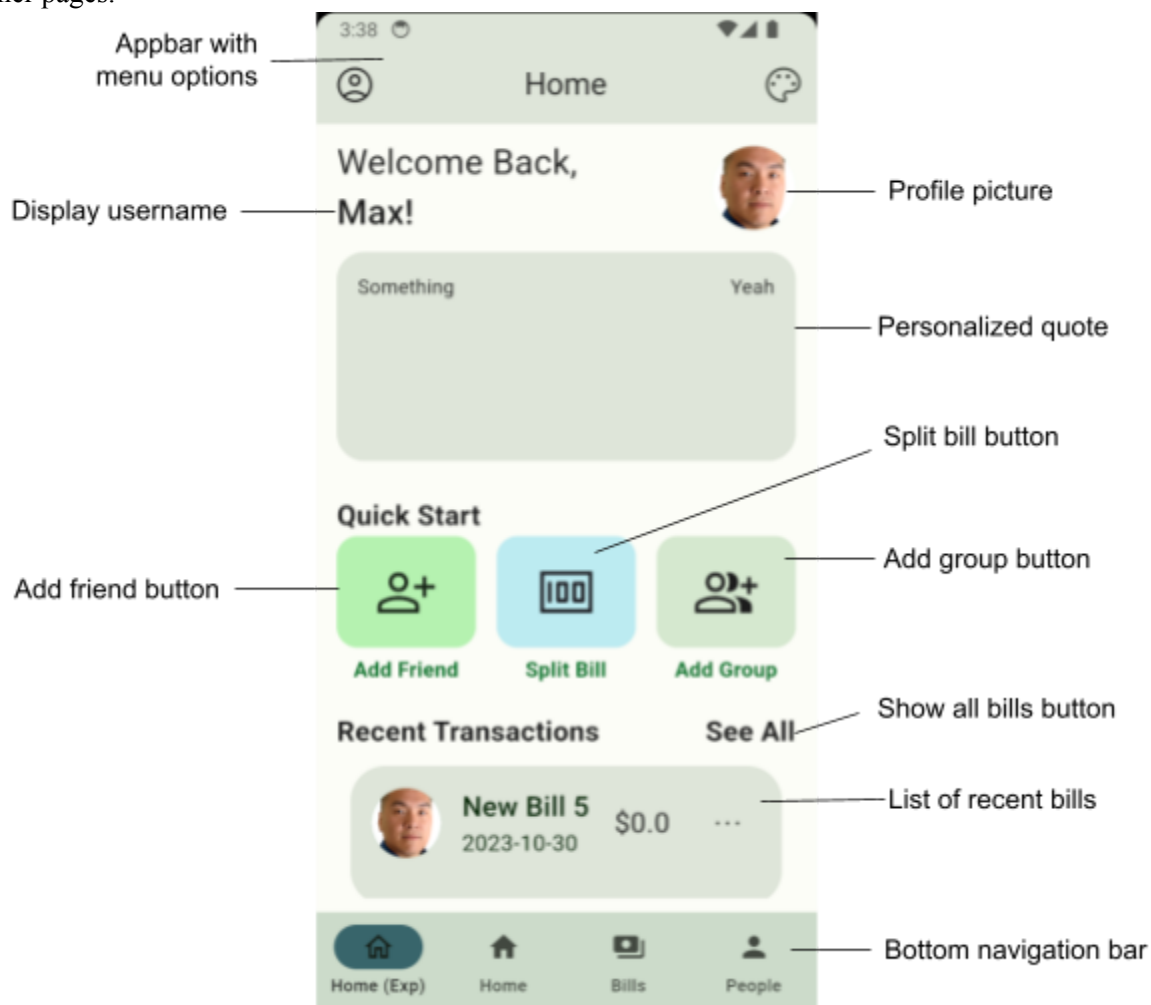 her pages.
Appbar with
menu options
3:38
Home
Welcome Back,
Max!
Display username
Profile picture
Something
Yeah
Personalized quote
Split bill button
Quick Start
Add group button
Add friend button
Add Friend
Split Bill
Add Group
Show all bills button
Recent Transactions
See All
List of recent bills
New Bill 5
$0.0
...
2023-10-30
Bottom navigation bar
Home (Exp)
Home
Bills
People